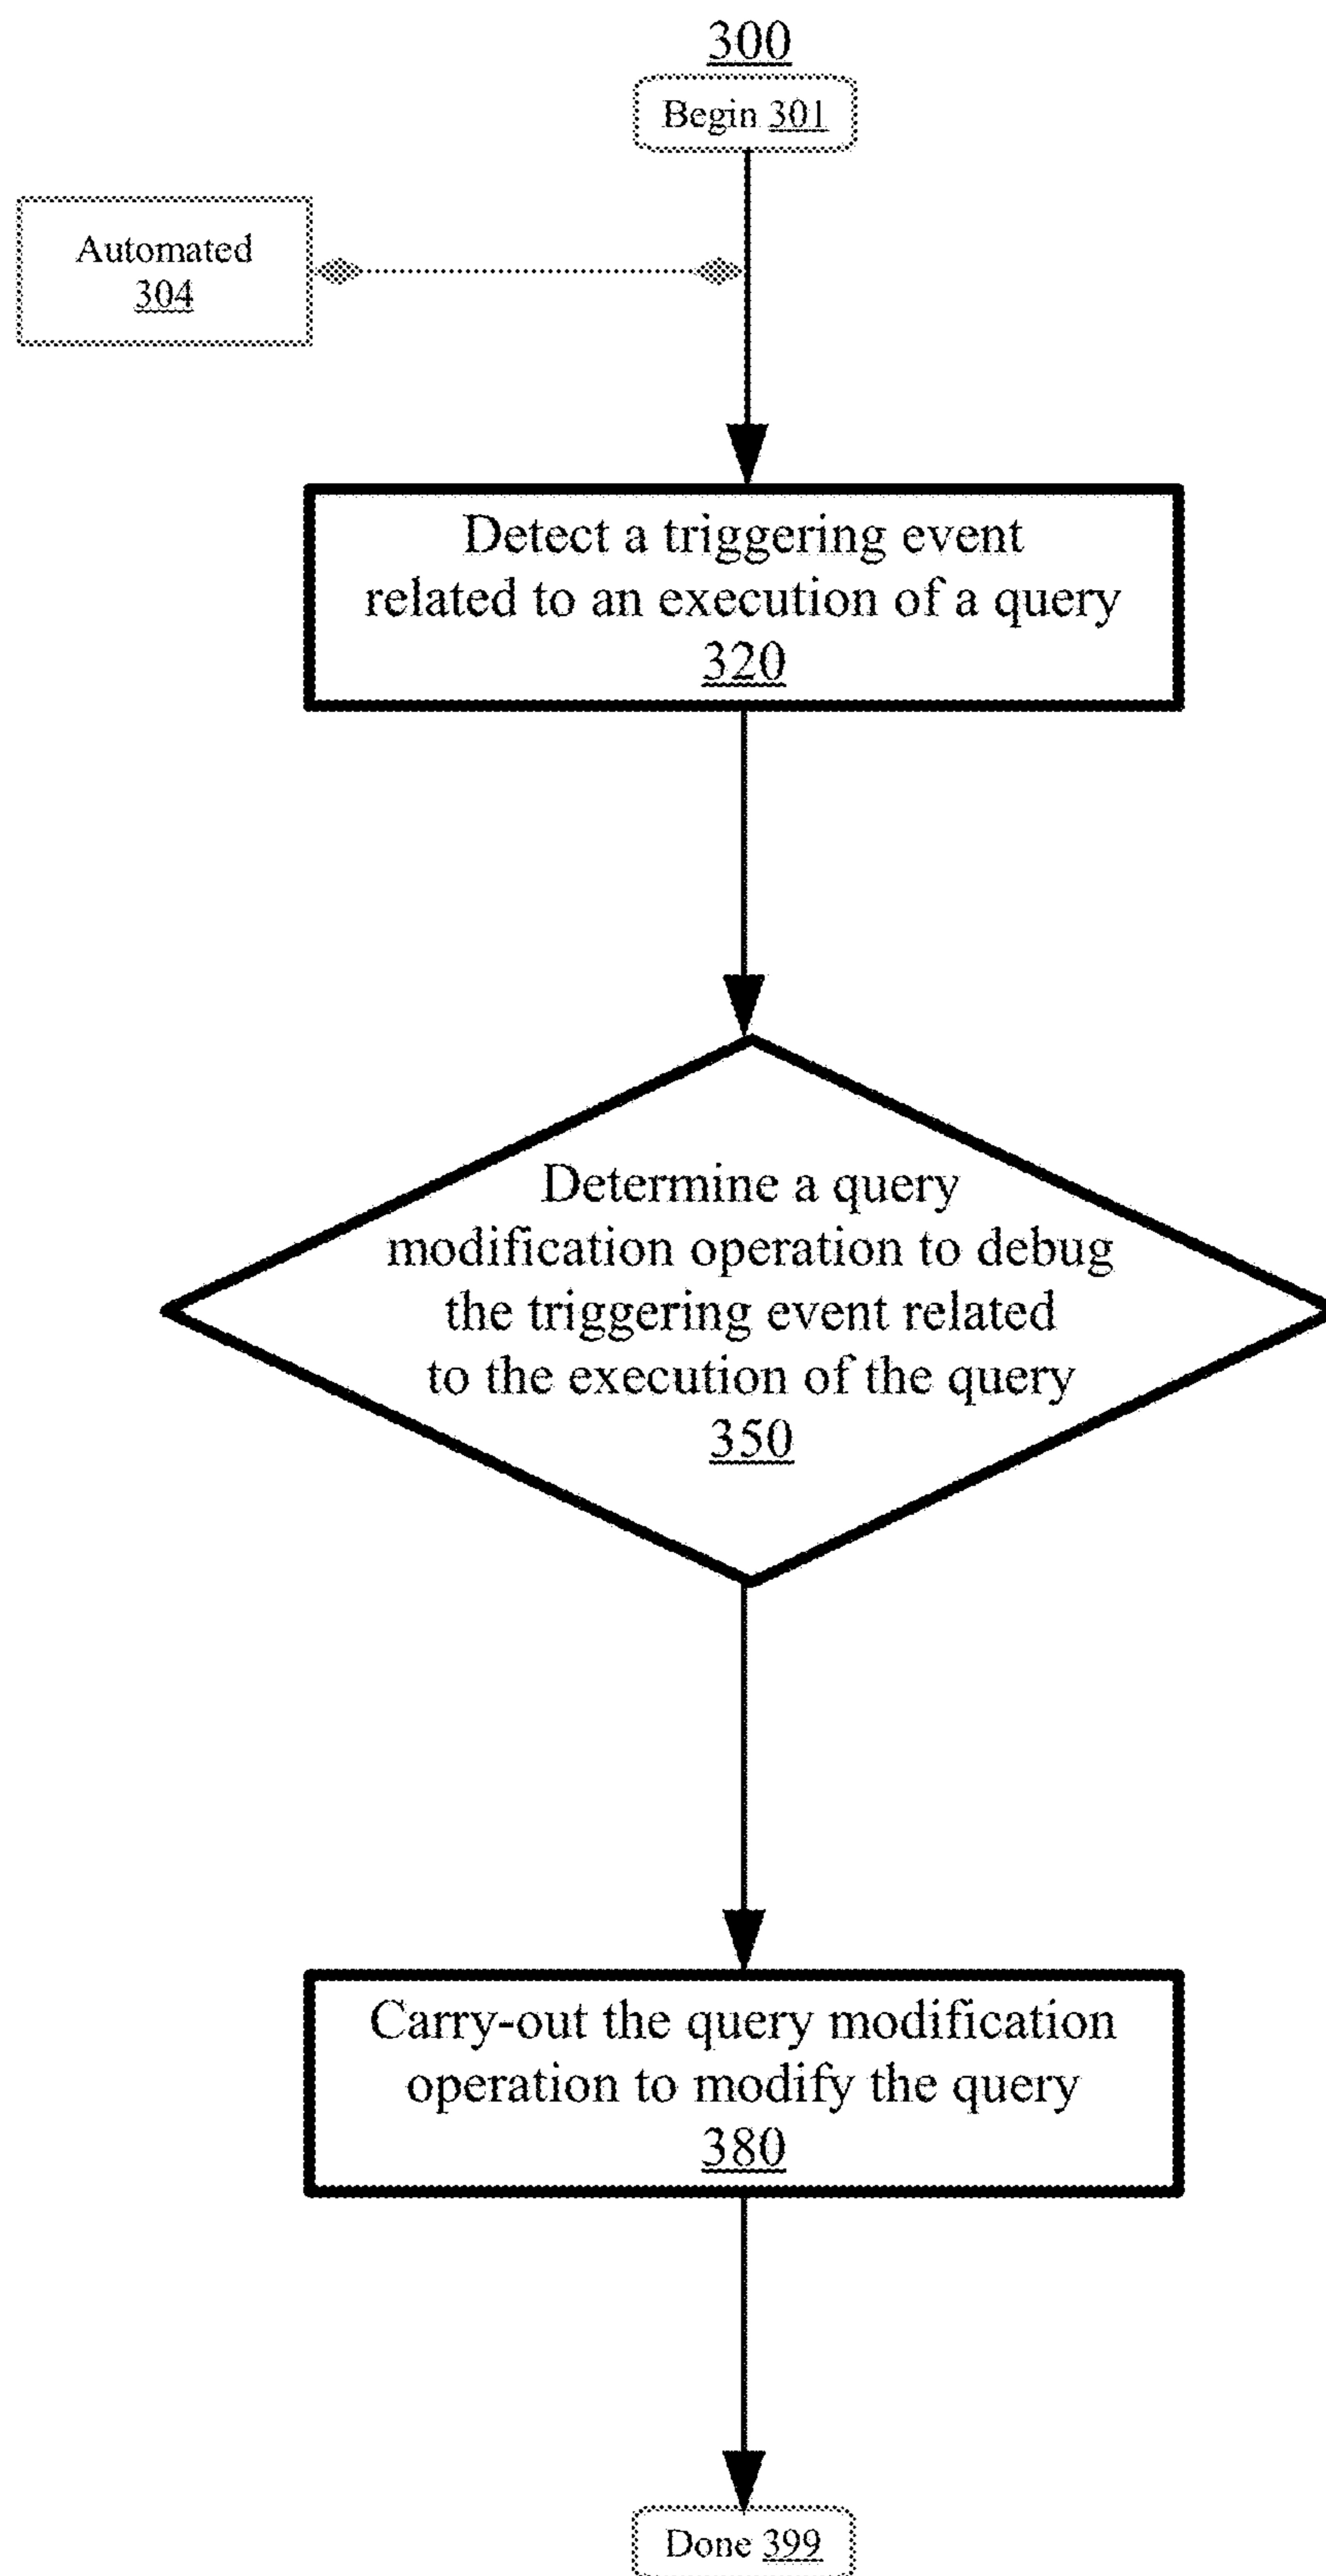 300
Begin 301
Automated
304
Detect a triggering event
related to an execution of a query
320
Determine a query
modification operation to debug
the triggering event related
to the execution of the query
350
Carry-out the query modification
operation to modify the query
380
Done 399